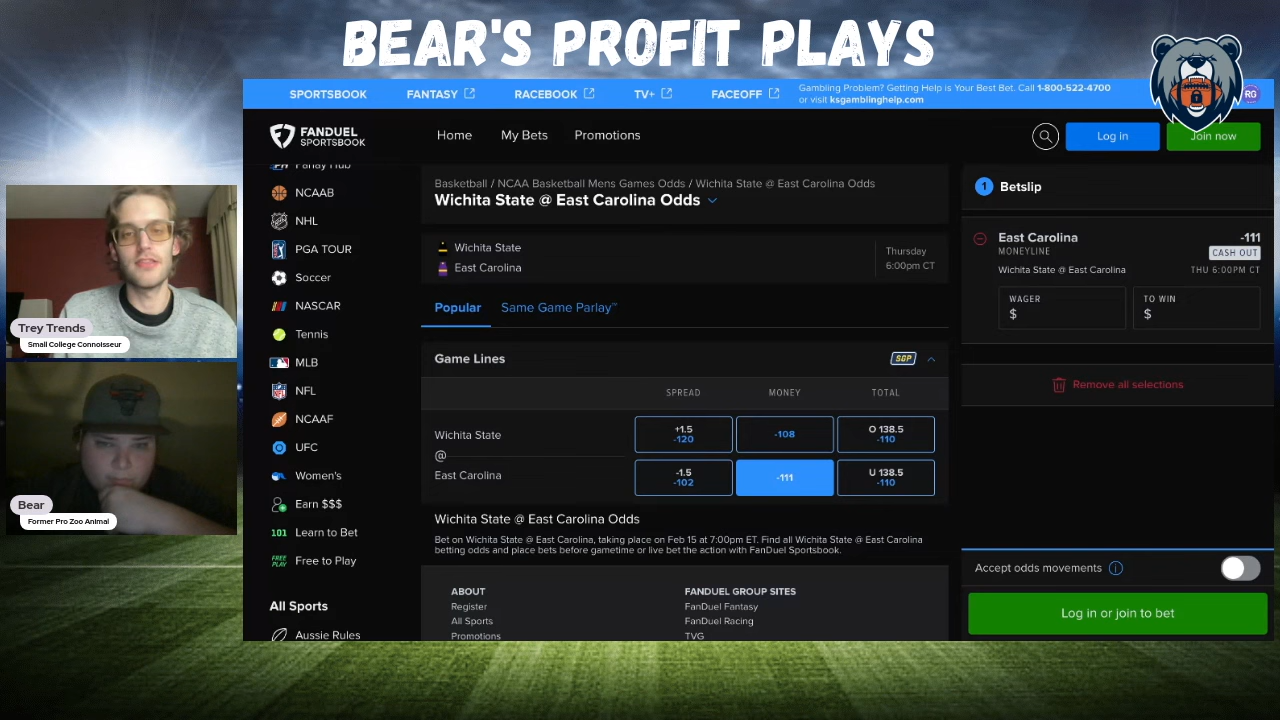 BEAR'S PROFIT PLAYS
SPORTSBOOK FANTASY RACEBOOK TV+ FACEOFF
Gambling Problem? Getting Help is Your Best Bet. Call 1-800-522-4700
or visit ksgamblinghelp.com
RG
FANDUEL
SPORTSBOOK
Home My Bets Promotions
Log in
Join now
Parlay Hub
NCAAB
NHL
PGA TOUR
Soccer
NASCAR
Tennis
MLB
NFL
NCAAF
UFC
Women's
Earn $$$
101 Learn to Bet
FREE PLAY Free to Play
All Sports
Aussie Rules
Trey Trends
Small College Connoisseur
Bear
Former Pro Zoo Animal
Basketball / NCAA Basketball Mens Games Odds / Wichita State @ East Carolina Odds
Wichita State @ East Carolina Odds
Wichita State
East Carolina
Thursday
6:00pm CT
Popular Same Game Parlay™
Game Lines
SGP
SPREAD MONEY TOTAL
Wichita State
+1.5
-120
-108
O 138.5
-110
@
East Carolina
-1.5
-102
-111
U 138.5
-110
Wichita State @ East Carolina Odds
Bet on Wichita State @ East Carolina, taking place on Feb 15 at 7:00pm ET. Find all Wichita State @ East Carolina
betting odds and place bets before gametime or live bet the action with FanDuel Sportsbook.
ABOUT
Register
All Sports
Promotions
FANDUEL GROUP SITES
FanDuel Fantasy
FanDuel Racing
TVG
1 Betslip
East Carolina -111
MONEYLINE
CASH OUT
Wichita State @ East Carolina THU 6:00PM CT
WAGER
$
TO WIN
$
Remove all selections
Accept odds movements
Log in or join to bet